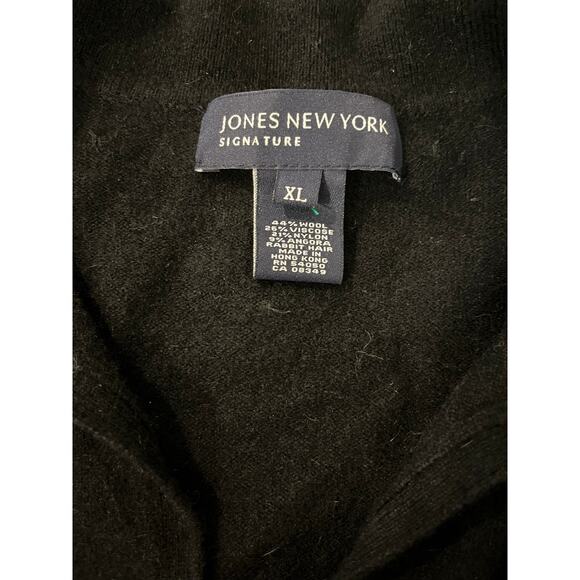 JONES NEW YORK
SIGNATURE
XL
44% WOOL
26% VISCOSE
21% NYLON
9% ANGORA
RABBIT HAIR
MADE IN
HONG KONG
RN 54050
CA 08349